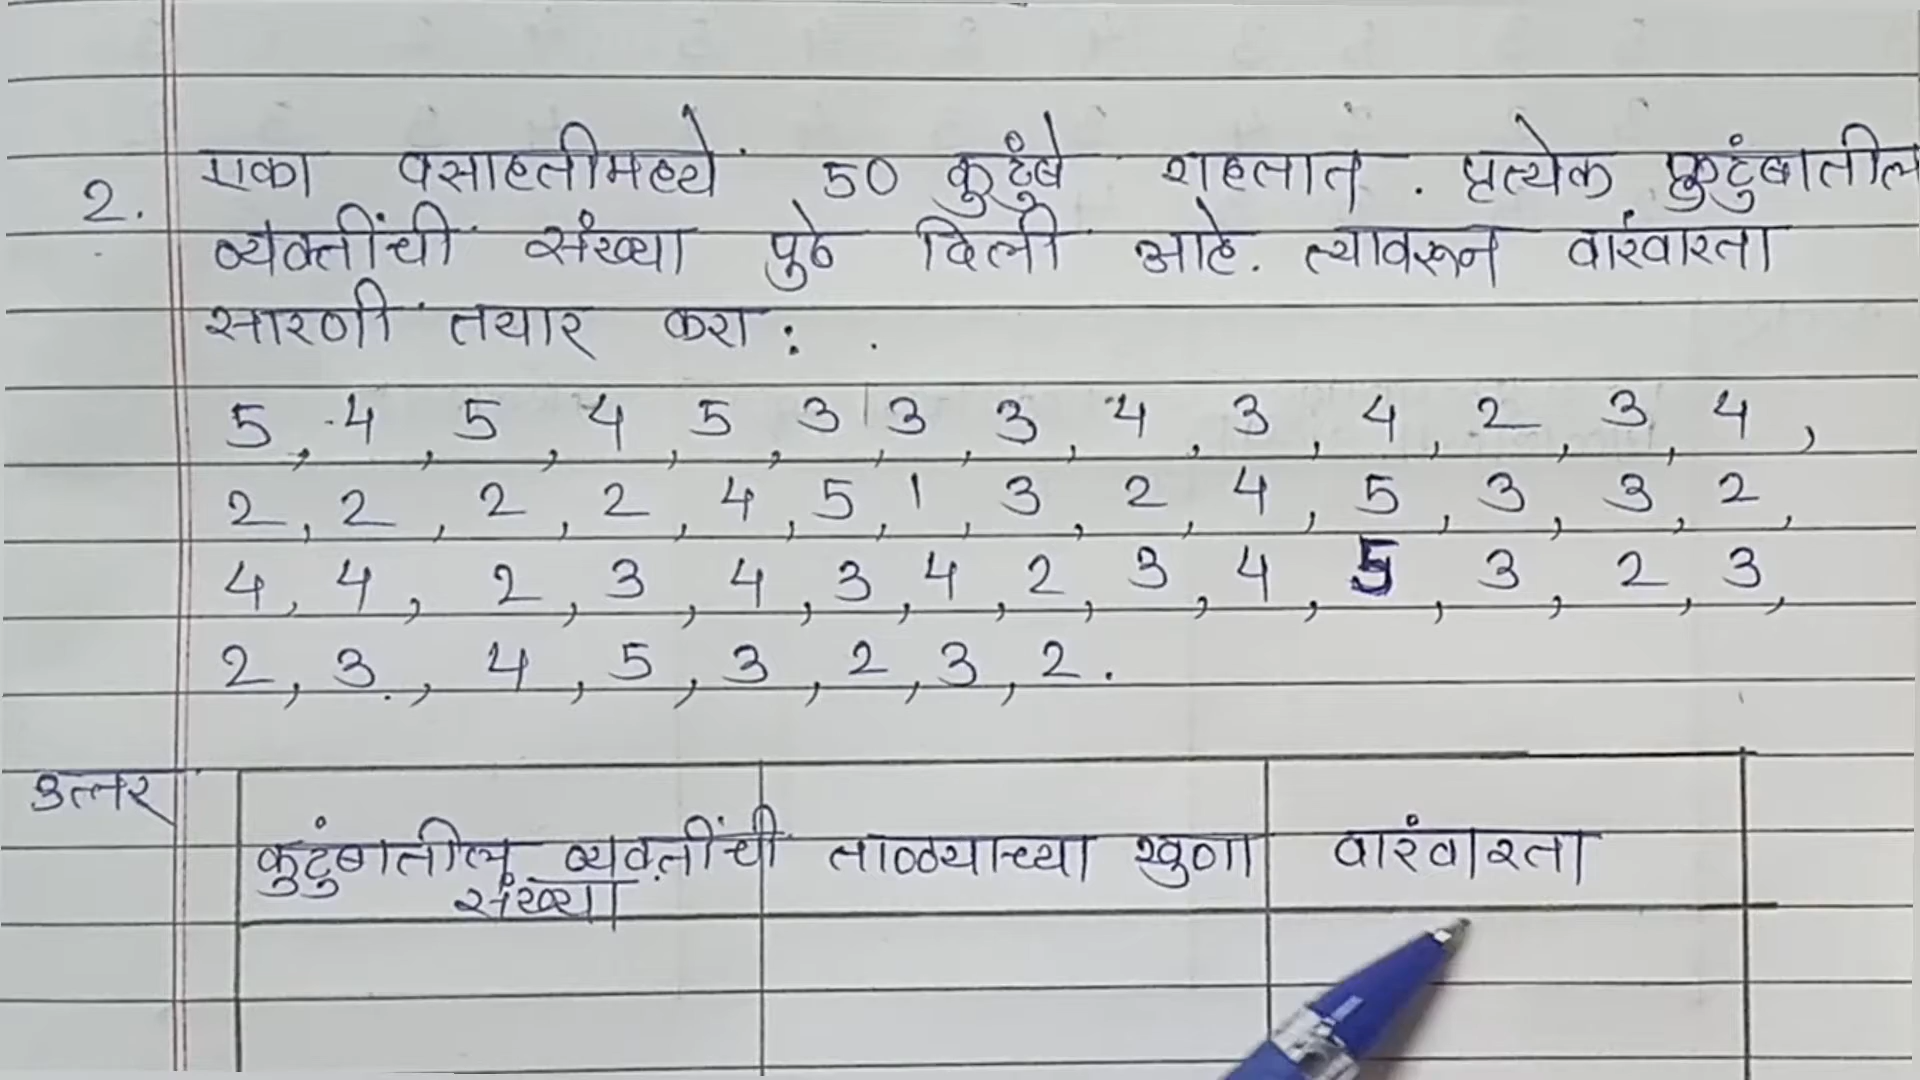 2. एका वसाहतीमध्ये 50 कुटुंबे राहतात. प्रत्येक कुटुंबातील
व्यक्तींची संख्या पुढे दिली आहे. त्यावरून वारंवारता
सारणी तयार करा:
5, 4, 5, 4, 5, 3, 3, 3, 4, 3, 4, 2, 3, 4,
2, 2, 2, 2, 4, 5, 1, 3, 2, 4, 5, 3, 3, 2,
4, 4, 2, 3, 4, 3, 4, 2, 3, 4, 5, 3, 2, 3,
2, 3, 4, 5, 3, 2, 3, 2.
उत्तर
कुटुंबातील व्यक्तींची संख्या
ताळ्याच्या खुणा
वारंवारता